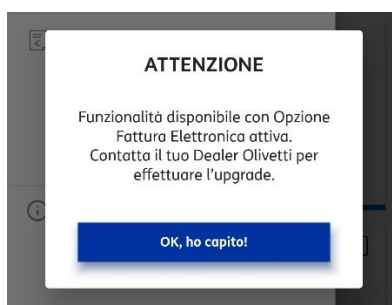 ATTENZIONE
Funzionalità disponibile con Opzione
Fattura Elettronica attiva.
Contatta il tuo Dealer Olivetti per
effettuare l'upgrade.
OK, ho capito!